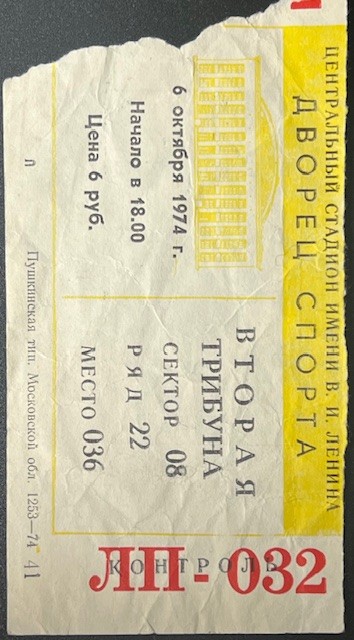 ЦЕНТРАЛЬНЫЙ СТАДИОН ИМЕНИ В. И. ЛЕНИНА
ДВОРЕЦ СПОРТА
6 октября 1974 г.
Начало в 18.00
Цена 6 руб.
ВТОРАЯ
ТРИБУНА
СЕКТОР 08
РЯД 22
МЕСТО 036
Л Пушкинская тип. Московской обл. 1253—74 41
КОНТРОЛЬ
ЛП-032